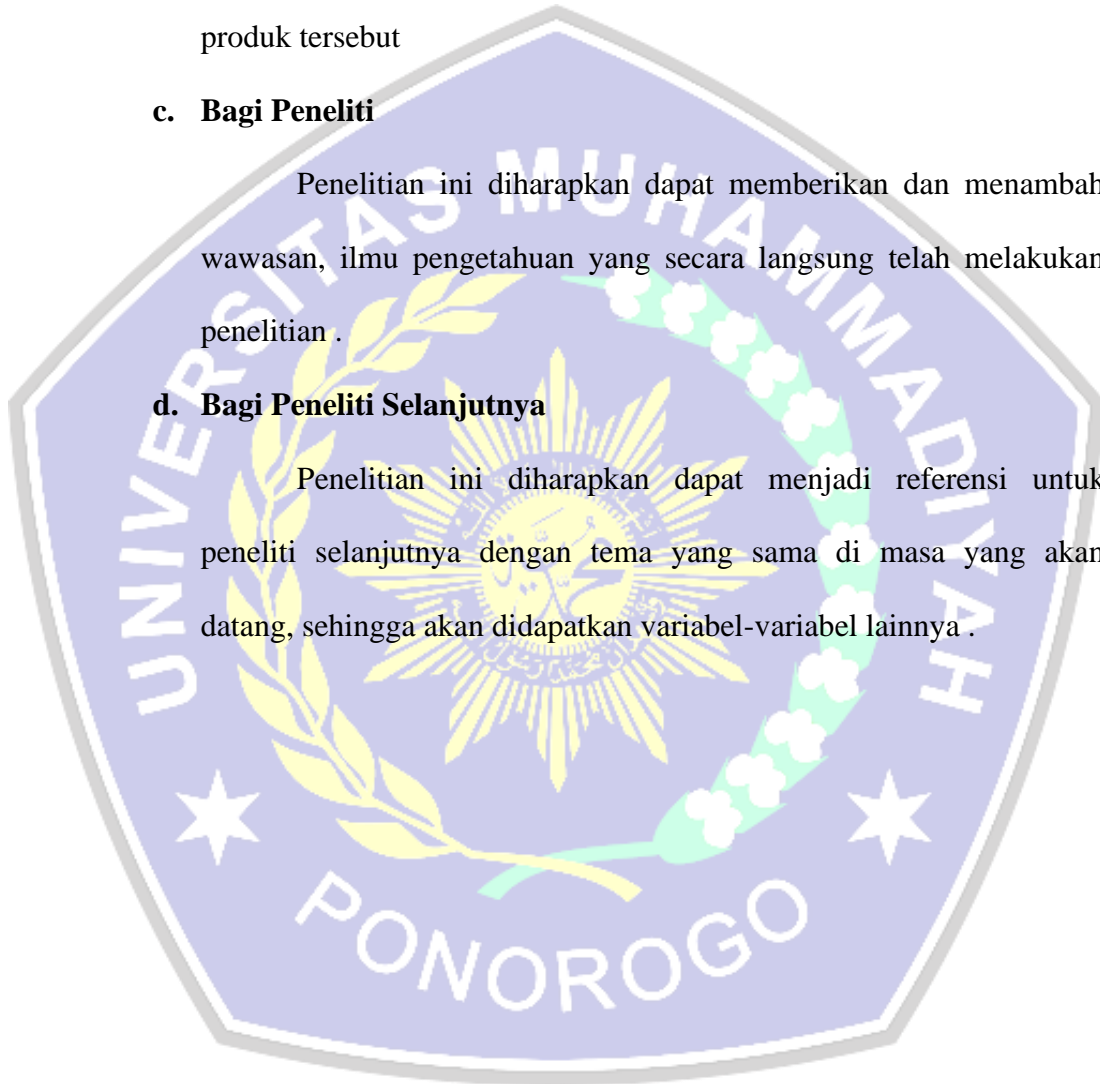 produk tersebut
c. Bagi Peneliti
Penelitian ini diharapkan dapat memberikan dan menambah
wawasan, ilmu pengetahuan yang secara langsung telah melakukan
penelitian .
d. Bagi Peneliti Selanjutnya
Penelitian ini diharapkan dapat menjadi referensi untuk
peneliti selanjutnya dengan tema yang sama di masa yang akan
datang, sehingga akan didapatkan variabel-variabel lainnya .
UNIVERSITAS MUHAMMADIYAH
PONOROGO